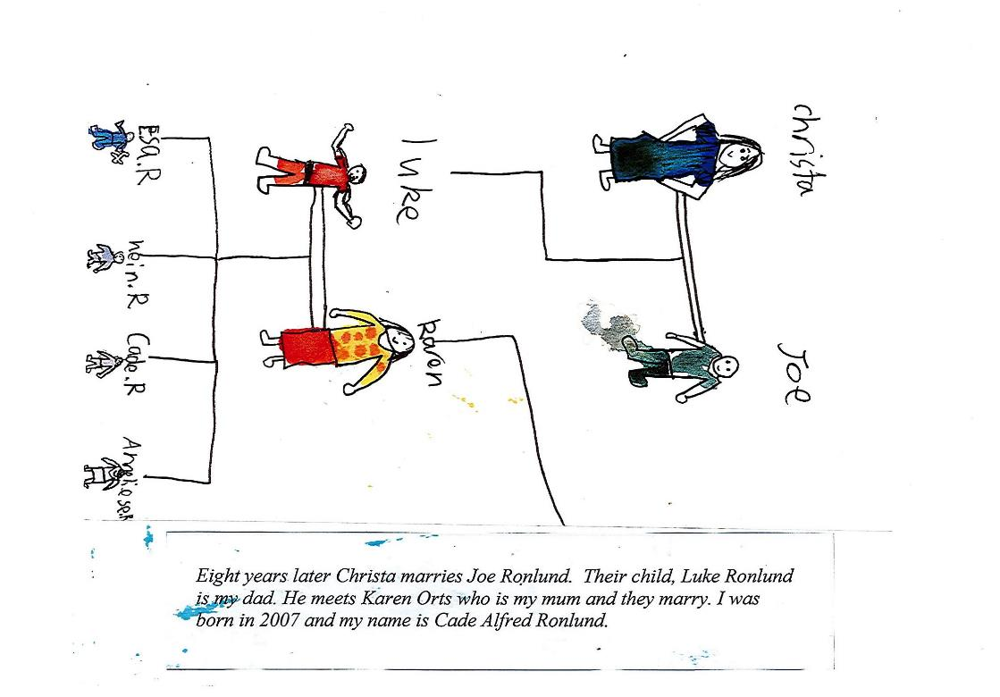 christa
Joe
luke
karen
Esa.R
Cade.R
Eight years later Christa marries Joe Ronlund. Their child, Luke Ronlund
is my dad. He meets Karen Orts who is my mum and they marry. I was
born in 2007 and my name is Cade Alfred Ronlund.